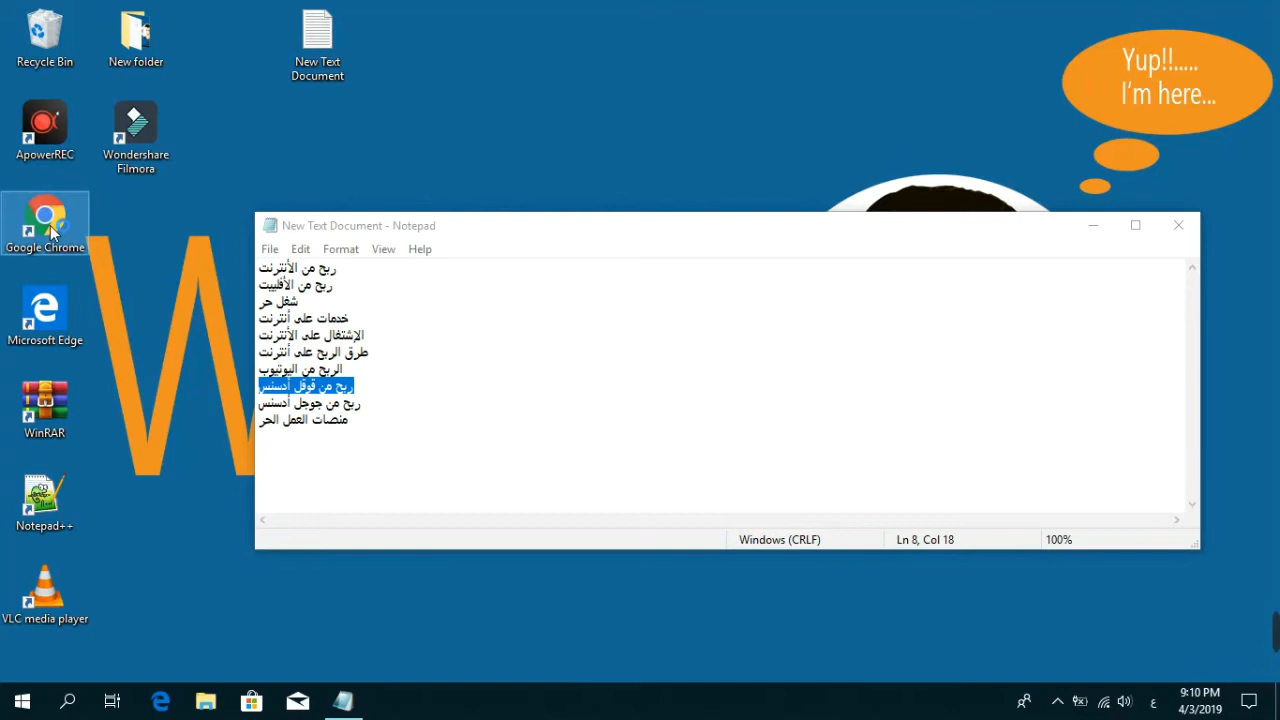 Recycle Bin
New folder
New Text
Document
Yup!!.....
I'm here...
ApowerREC
Wondershare
Filmora
Google Chrome
Microsoft Edge
WinRAR
Notepad++
VLC media player
W
New Text Document - Notepad
File Edit Format View Help
ربح من الأنترنت
ربح من الأفلييت
شغل حر
خدمات على أنترنت
الإشتغال على الأنترنت
طرق الربح على أنترنت
الربح من اليوتيوب
ربح من قوقل أدسنس
ربح من جوجل أدسنس
منصات العمل الحر
Windows (CRLF) Ln 8, Col 18 100%
ع
9:10 PM
4/3/2019